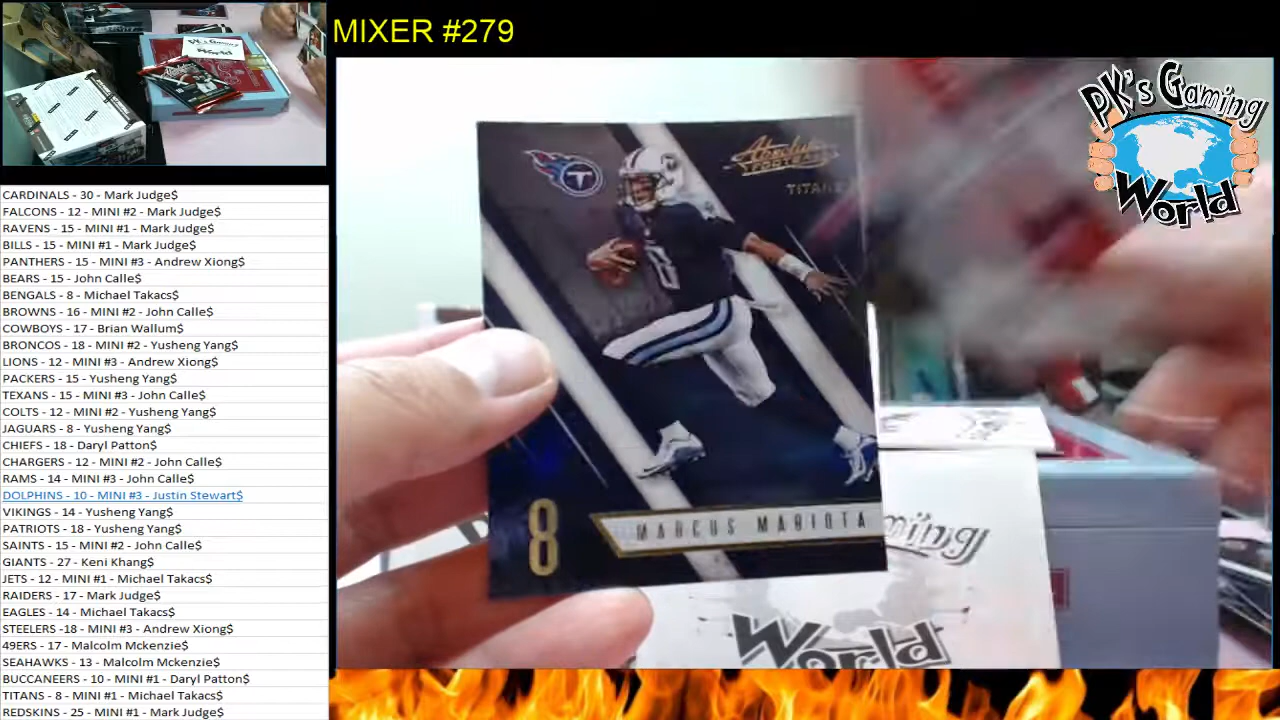 MIXER #279
PK's Gaming
World
PK's Gaming
World
CARDINALS - 30 - Mark Judge$
FALCONS - 12 - MINI #2 - Mark Judge$
RAVENS - 15 - MINI #1 - Mark Judge$
BILLS - 15 - MINI #1 - Mark Judge$
PANTHERS - 15 - MINI #3 - Andrew Xiong$
BEARS - 15 - John Calle$
BENGALS - 8 - Michael Takacs$
BROWNS - 16 - MINI #2 - John Calle$
COWBOYS - 17 - Brian Wallum$
BRONCOS - 18 - MINI #2 - Yusheng Yang$
LIONS - 12 - MINI #3 - Andrew Xiong$
PACKERS - 15 - Yusheng Yang$
TEXANS - 15 - MINI #3 - John Calle$
COLTS - 12 - MINI #2 - Yusheng Yang$
JAGUARS - 8 - Yusheng Yang$
CHIEFS - 18 - Daryl Patton$
CHARGERS - 12 - MINI #2 - John Calle$
RAMS - 14 - MINI #3 - John Calle$
DOLPHINS - 10 - MINI #3 - Justin Stewart$
VIKINGS - 14 - Yusheng Yang$
PATRIOTS - 18 - Yusheng Yang$
SAINTS - 15 - MINI #2 - John Calle$
GIANTS - 27 - Keni Khang$
JETS - 12 - MINI #1 - Michael Takacs$
RAIDERS - 17 - Mark Judge$
EAGLES - 14 - Michael Takacs$
STEELERS -18 - MINI #3 - Andrew Xiong$
49ERS - 17 - Malcolm Mckenzie$
SEAHAWKS - 13 - Malcolm Mckenzie$
BUCCANEERS - 10 - MINI #1 - Daryl Patton$
TITANS - 8 - MINI #1 - Michael Takacs$
REDSKINS - 25 - MINI #1 - Mark Judge$
T
Absolute
FOOTBALL
TITANS
8
8
MARCUS MARIOTA
ming
World